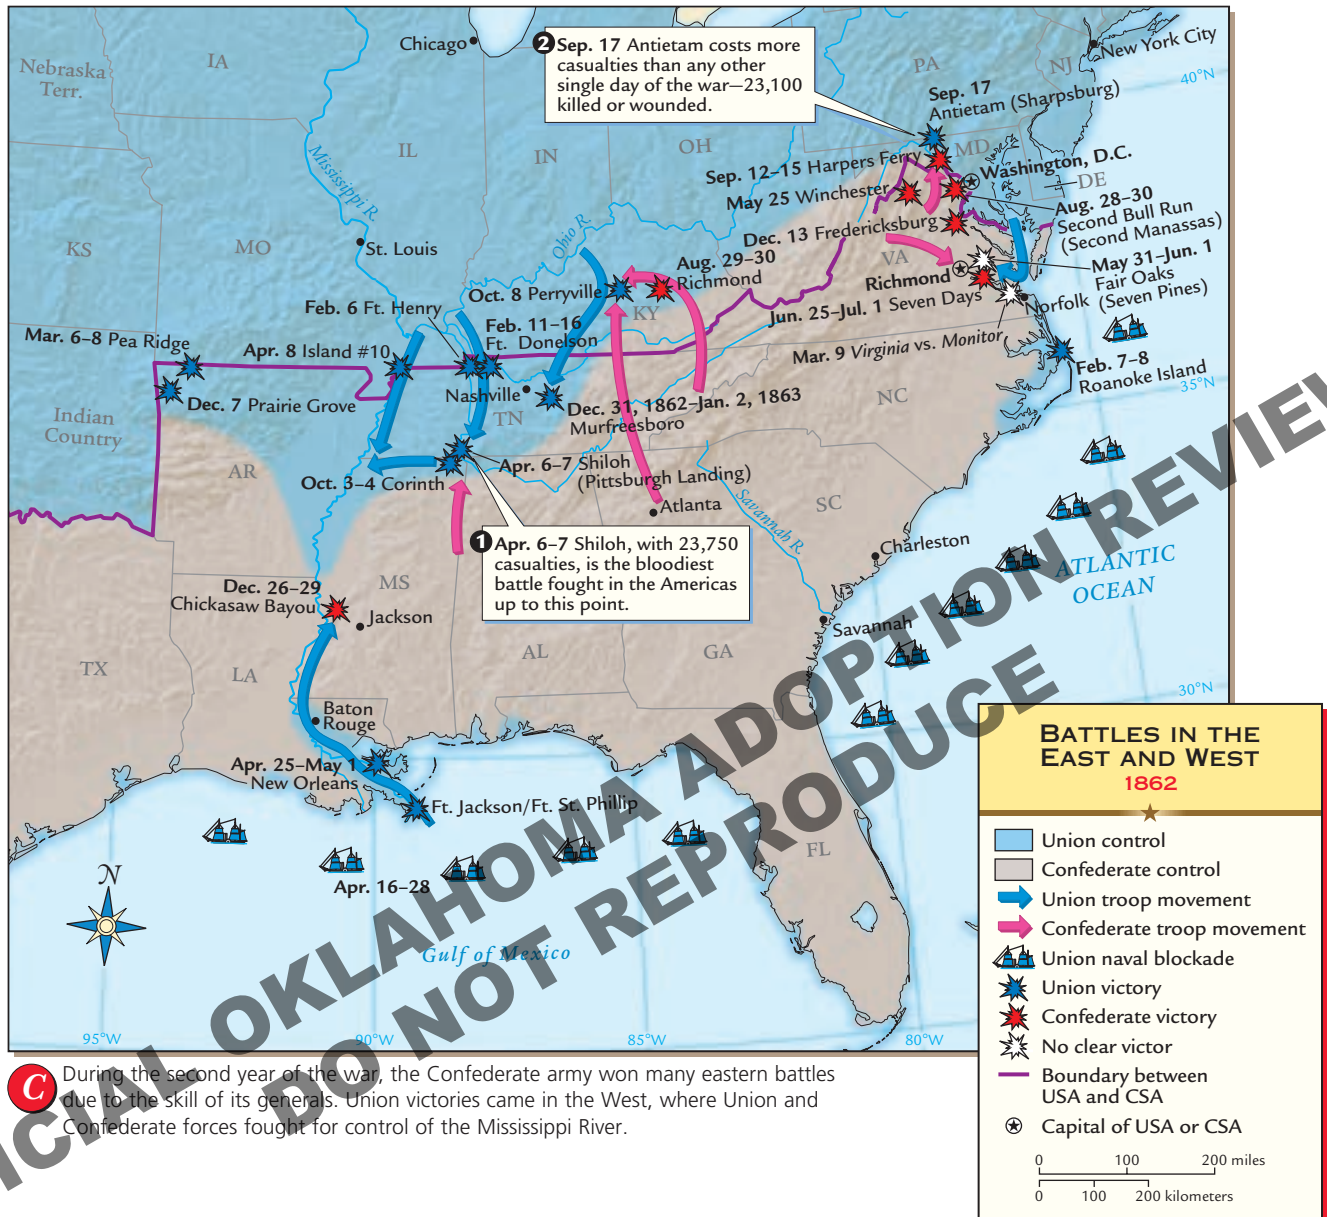 Chicago
New York City
Nebraska
Terr.
IA
IL
IN
OH
PA
NJ
MD
DE
40°N
2 Sep. 17 Antietam costs more
casualties than any other
single day of the war—23,100
killed or wounded.
Sep. 17
Antietam (Sharpsburg)
Sep. 12–15 Harpers Ferry
Washington, D.C.
May 25 Winchester
Aug. 28–30
Second Bull Run
(Second Manassas)
Dec. 13 Fredericksburg
VA
Richmond
May 31–Jun. 1
Fair Oaks
(Seven Pines)
Jun. 25–Jul. 1 Seven Days
Norfolk
Mar. 9 Virginia vs. Monitor
Feb. 7–8
Roanoke Island
35°N
Mississippi R.
KS
MO
St. Louis
Ohio R.
Aug. 29–30
Richmond
Oct. 8 Perryville
KY
Feb. 6 Ft. Henry
Feb. 11–16
Ft. Donelson
Mar. 6–8 Pea Ridge
Apr. 8 Island #10
Dec. 7 Prairie Grove
Nashville
TN
Dec. 31, 1862–Jan. 2, 1863
Murfreesboro
NC
Indian
Country
AR
Apr. 6–7 Shiloh
(Pittsburgh Landing)
Oct. 3–4 Corinth
Atlanta
Savannah R.
SC
Charleston
ATLANTIC
OCEAN
1 Apr. 6–7 Shiloh, with 23,750
casualties, is the bloodiest
battle fought in the Americas
up to this point.
Dec. 26–29
Chickasaw Bayou
MS
Jackson
Savannah
TX
LA
AL
GA
30°N
Baton
Rouge
Apr. 25–May 1
New Orleans
Ft. Jackson/Ft. St. Phillip
FL
Apr. 16–28
N
Gulf of Mexico
95°W
90°W
85°W
80°W
BATTLES IN THE
EAST AND WEST
1862
Union control
Confederate control
Union troop movement
Confederate troop movement
Union naval blockade
Union victory
Confederate victory
No clear victor
Boundary between
USA and CSA
Capital of USA or CSA
0 100 200 miles
0 100 200 kilometers
C During the second year of the war, the Confederate army won many eastern battles
due to the skill of its generals. Union victories came in the West, where Union and
Confederate forces fought for control of the Mississippi River.
ICIAL OKLAHOMA ADOPTION REVIEW
DO NOT REPRODUCE